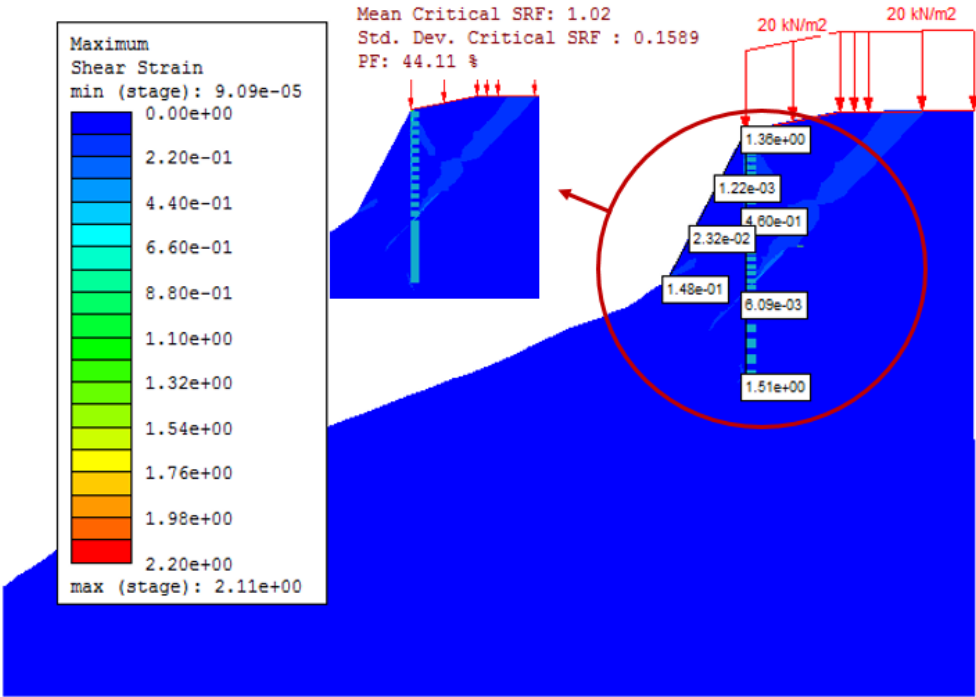 Mean Critical SRF: 1.02
Std. Dev. Critical SRF : 0.1589
PF: 44.11 %
20 kN/m2
20 kN/m2
Maximum
Shear Strain
min (stage): 9.09e-05
0.00e+00
2.20e-01
4.40e-01
6.60e-01
8.80e-01
1.10e+00
1.32e+00
1.54e+00
1.76e+00
1.98e+00
2.20e+00
max (stage): 2.11e+00
1.36e+00
1.22e-03
4.60e-01
2.32e-02
1.48e-01
6.09e-03
1.51e+00